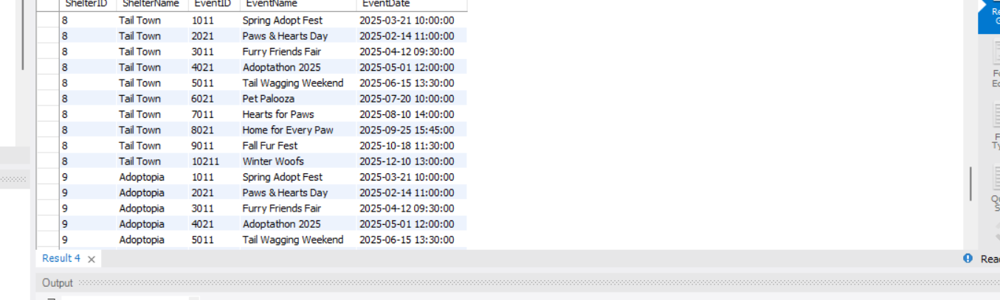 ShelterID ShelterName EventID EventName EventDate
8 Tail Town 1011 Spring Adopt Fest 2025-03-21 10:00:00
8 Tail Town 2021 Paws & Hearts Day 2025-02-14 11:00:00
8 Tail Town 3011 Furry Friends Fair 2025-04-12 09:30:00
8 Tail Town 4021 Adoptathon 2025 2025-05-01 12:00:00
8 Tail Town 5011 Tail Wagging Weekend 2025-06-15 13:30:00
8 Tail Town 6021 Pet Palooza 2025-07-20 10:00:00
8 Tail Town 7011 Hearts for Paws 2025-08-10 14:00:00
8 Tail Town 8021 Home for Every Paw 2025-09-25 15:45:00
8 Tail Town 9011 Fall Fur Fest 2025-10-18 11:30:00
8 Tail Town 10211 Winter Woofs 2025-12-10 13:00:00
9 Adoptopia 1011 Spring Adopt Fest 2025-03-21 10:00:00
9 Adoptopia 2021 Paws & Hearts Day 2025-02-14 11:00:00
9 Adoptopia 3011 Furry Friends Fair 2025-04-12 09:30:00
9 Adoptopia 4021 Adoptathon 2025 2025-05-01 12:00:00
9 Adoptopia 5011 Tail Wagging Weekend 2025-06-15 13:30:00
Result 4
Output